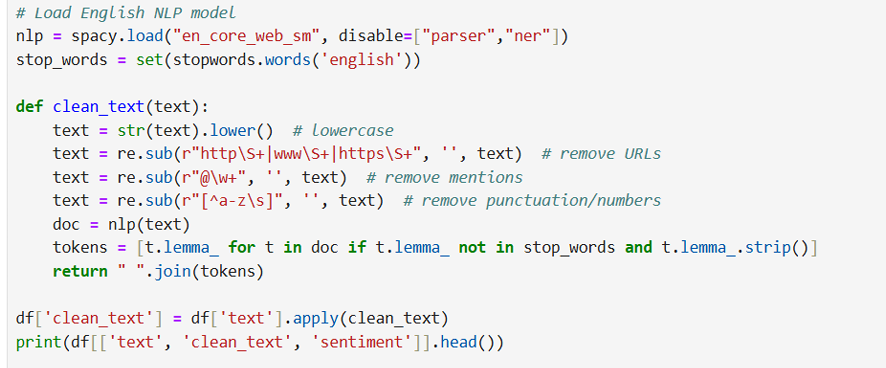 # Load English NLP model
nlp = spacy.load("en_core_web_sm", disable=["parser","ner"])
stop_words = set(stopwords.words('english'))

def clean_text(text):
    text = str(text).lower()  # lowercase
    text = re.sub(r"http\S+|www\S+|https\S+", '', text)  # remove URLs
    text = re.sub(r"@\w+", '', text)  # remove mentions
    text = re.sub(r"[^a-z\s]", '', text)  # remove punctuation/numbers
    doc = nlp(text)
    tokens = [t.lemma_ for t in doc if t.lemma_ not in stop_words and t.lemma_.strip()]
    return " ".join(tokens)

df['clean_text'] = df['text'].apply(clean_text)
print(df[['text', 'clean_text', 'sentiment']].head())